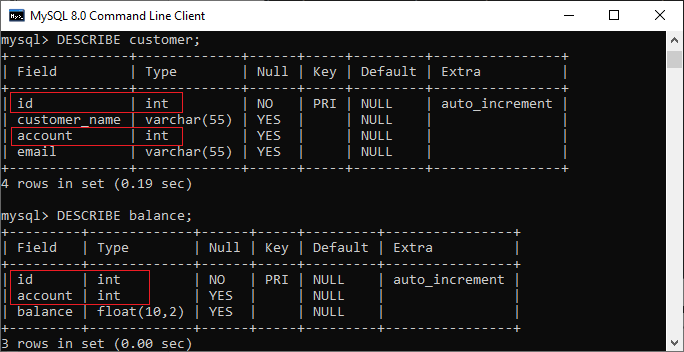 MySQL 8.0 Command Line Client
mysql> DESCRIBE customer;
+---------------+-------------+------+-----+---------+----------------+
| Field         | Type        | Null | Key | Default | Extra          |
+---------------+-------------+------+-----+---------+----------------+
| id            | int         | NO   | PRI | NULL    | auto_increment |
| customer_name | varchar(55) | YES  |     | NULL    |                |
| account       | int         | YES  |     | NULL    |                |
| email         | varchar(55) | YES  |     | NULL    |                |
+---------------+-------------+------+-----+---------+----------------+
4 rows in set (0.19 sec)
mysql> DESCRIBE balance;
+---------+-------------+------+-----+---------+----------------+
| Field   | Type        | Null | Key | Default | Extra          |
+---------+-------------+------+-----+---------+----------------+
| id      | int         | NO   | PRI | NULL    | auto_increment |
| account | int         | YES  |     | NULL    |                |
| balance | float(10,2) | YES  |     | NULL    |                |
+---------+-------------+------+-----+---------+----------------+
3 rows in set (0.00 sec)